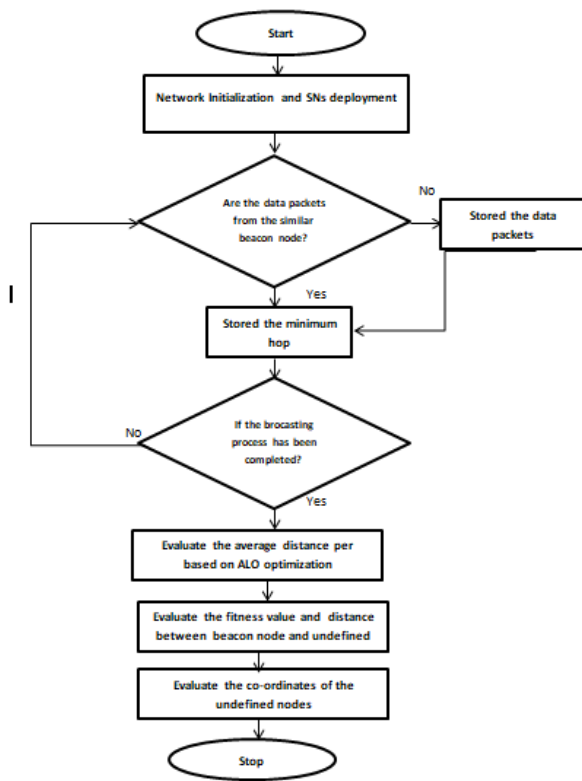 Start
Network Initialization and SNs deployment
Are the data packets
from the similar
beacon node?
No
Stored the data
packets
Yes
Stored the minimum
hop
If the brocasting
process has been
completed?
No
Yes
Evaluate the average distance per
based on ALO optimization
Evaluate the fitness value and distance
between beacon node and undefined
Evaluate the co-ordinates of the
undefined nodes
Stop
I